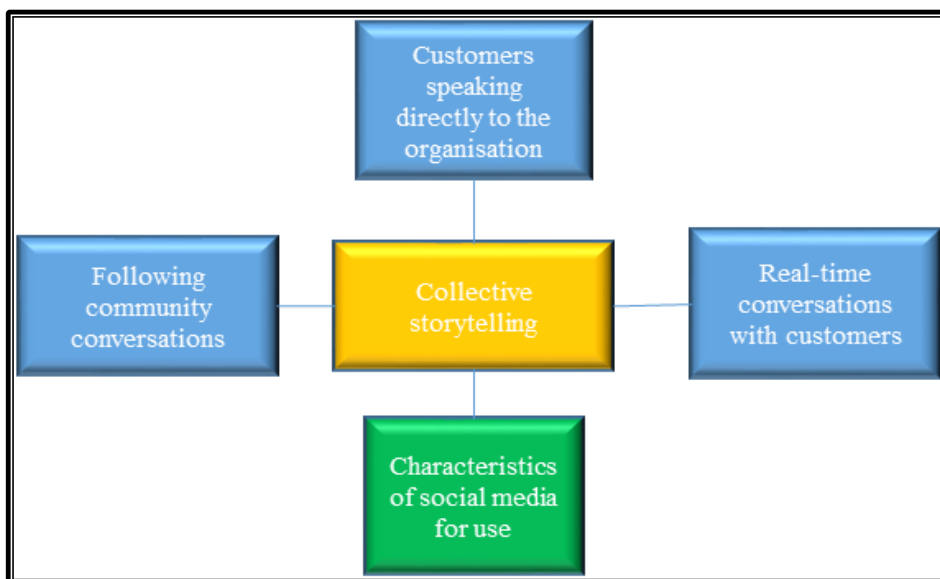 Customers
speaking
directly to the
organisation
Following
community
conversations
Collective
storytelling
Real-time
conversations
with customers
Characteristics
of social media
for use